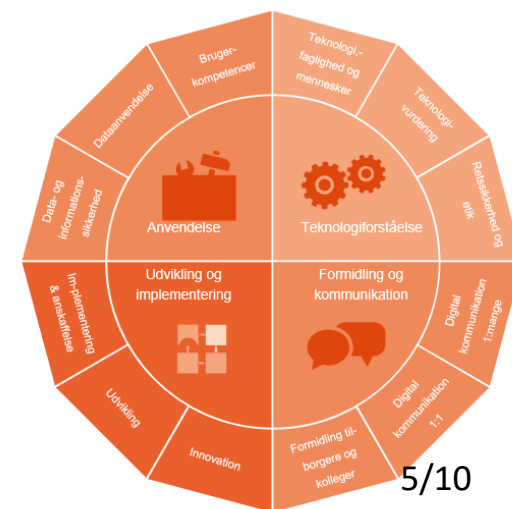 Bruger-
kompetencer
Teknologi,-
faglighed og
mennesker
Dataanvendelse
Teknologi-
vurdering
Data- og
informations-
sikkerhed
Retssikkerhed og
etik
Anvendelse
Teknologiforståelse
Udvikling og
implementering
Formidling og
kommunikation
Im-plementering
& anskaffelse
Digital
kommunikation
1:mange
Udvikling
Digital
kommunikation
1:1
Innovation
Formidling til-
borgere og
kolleger
5/10